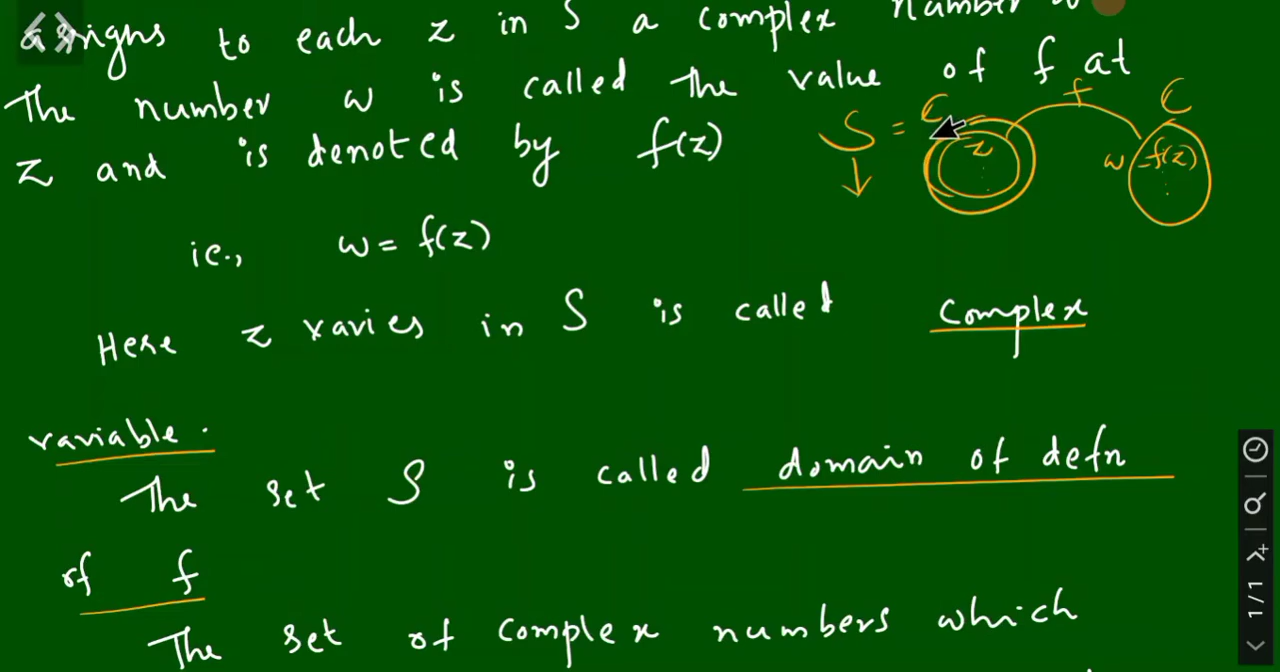 assigns to each z in S a complex number w
The number w is called the value of f at
z and is denoted by f(z)
S = C
z
f
C
w = f(z)
ie., w = f(z)
Here z varies in S is called complex
variable.
The set S is called domain of defn
of f
The set of complex numbers which
1/1